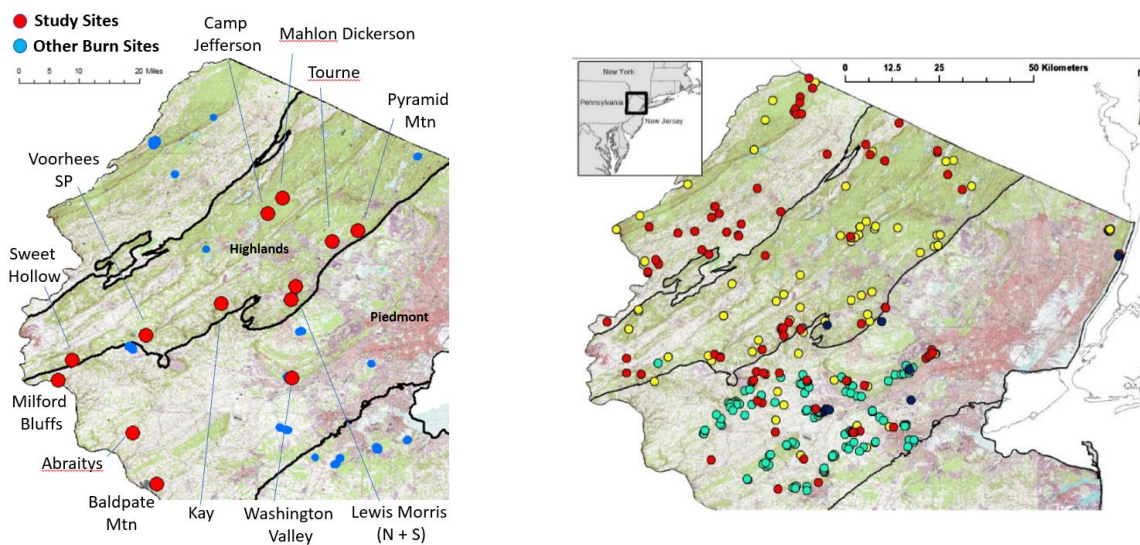 Study Sites
Other Burn Sites
0 5 10 20 Miles
Camp
Jefferson
Mahlon Dickerson
Tourne
Pyramid
Mtn
Voorhees
SP
Sweet
Hollow
Highlands
Piedmont
Milford
Bluffs
Abraitys
Baldpate
Mtn
Kay
Washington
Valley
Lewis Morris
(N + S)
New York
Pennsylvania
New Jersey
0 12.5 25 50 Kilometers